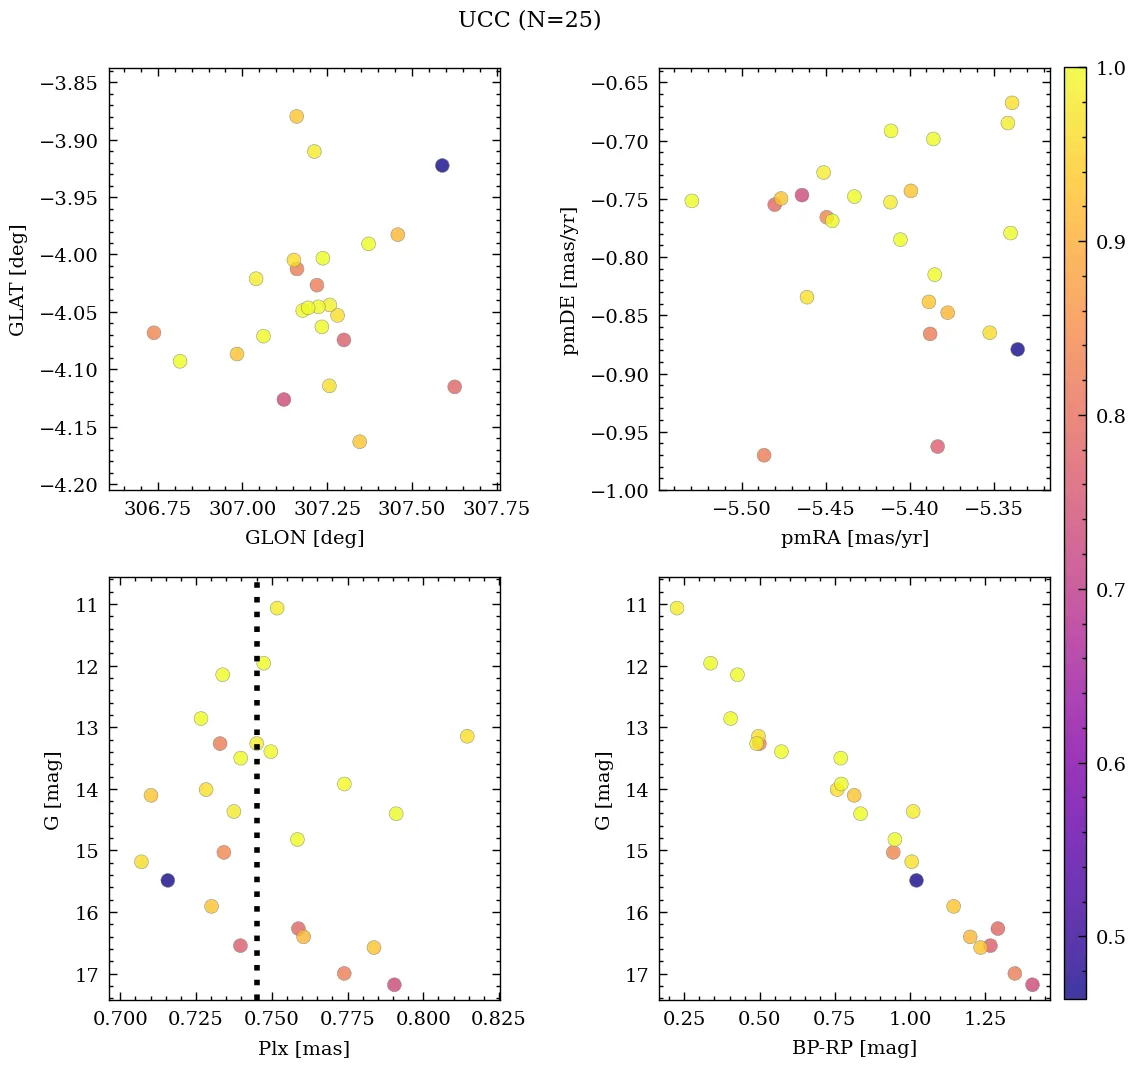 UCC (N=25)
−3.85
−3.90
−3.95
−4.00
−4.05
−4.10
−4.15
−4.20
GLAT [deg]
306.75 307.00 307.25 307.50 307.75
GLON [deg]
−0.65
−0.70
−0.75
−0.80
−0.85
−0.90
−0.95
−1.00
pmDE [mas/yr]
−5.50 −5.45 −5.40 −5.35
pmRA [mas/yr]
11
12
13
14
15
16
17
G [mag]
0.700 0.725 0.750 0.775 0.800 0.825
Plx [mas]
11
12
13
14
15
16
17
G [mag]
0.25 0.50 0.75 1.00 1.25
BP-RP [mag]
1.0
0.9
0.8
0.7
0.6
0.5